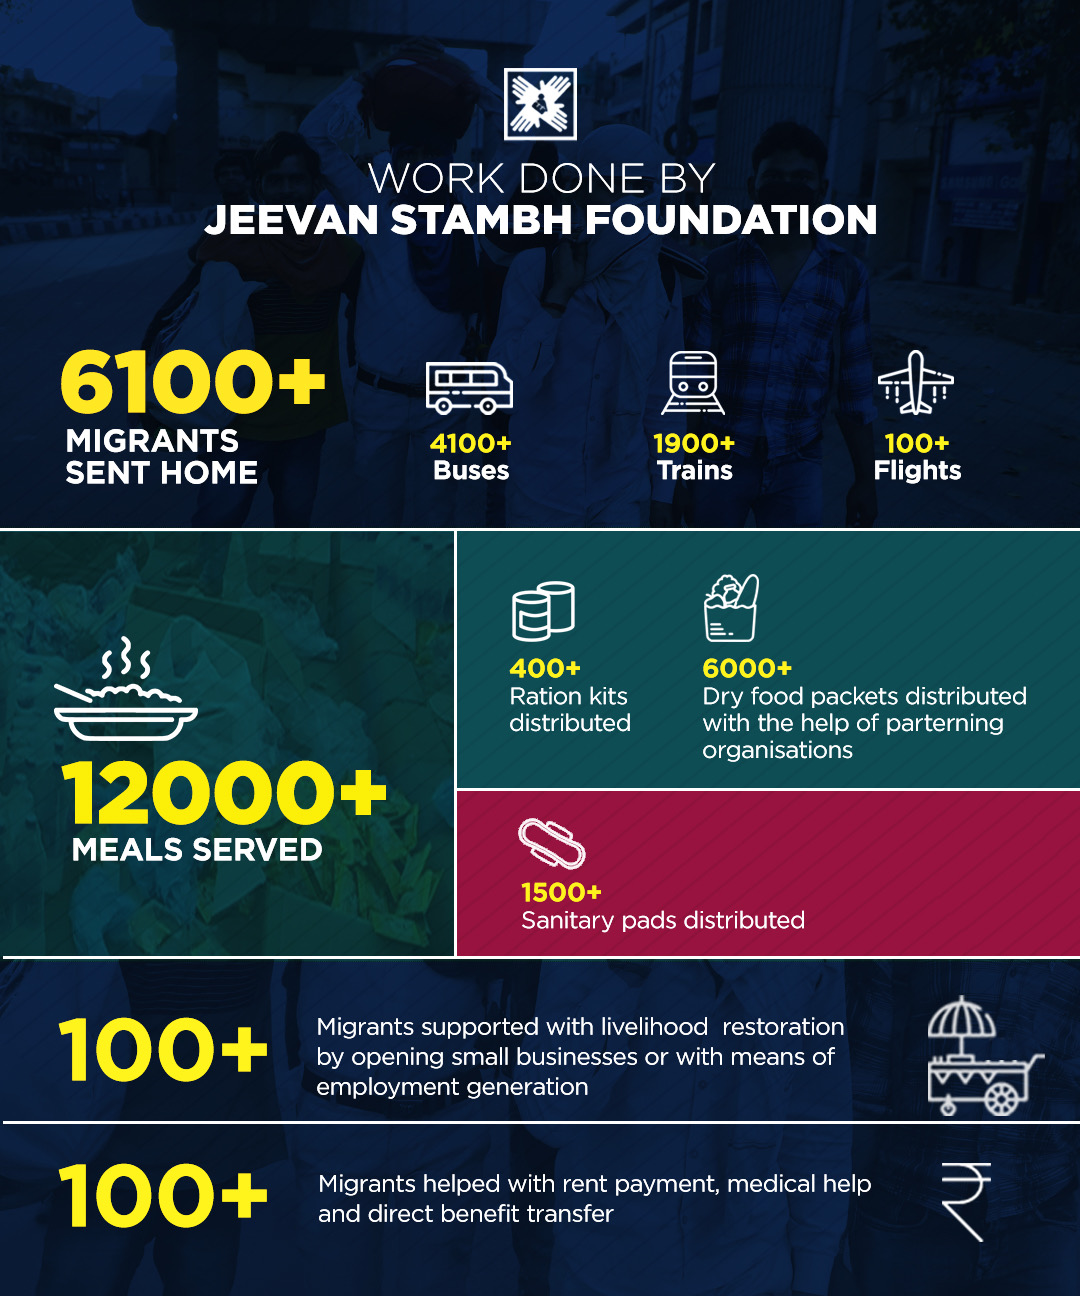 WORK DONE BY
JEEVAN STAMBH FOUNDATION
6100+
MIGRANTS
SENT HOME
4100+
Buses
1900+
Trains
100+
Flights
12000+
MEALS SERVED
400+
Ration kits
distributed
6000+
Dry food packets distributed
with the help of parterning
organisations
1500+
Sanitary pads distributed
100+
Migrants supported with livelihood restoration
by opening small businesses or with means of
employment generation
100+
Migrants helped with rent payment, medical help
and direct benefit transfer
₹